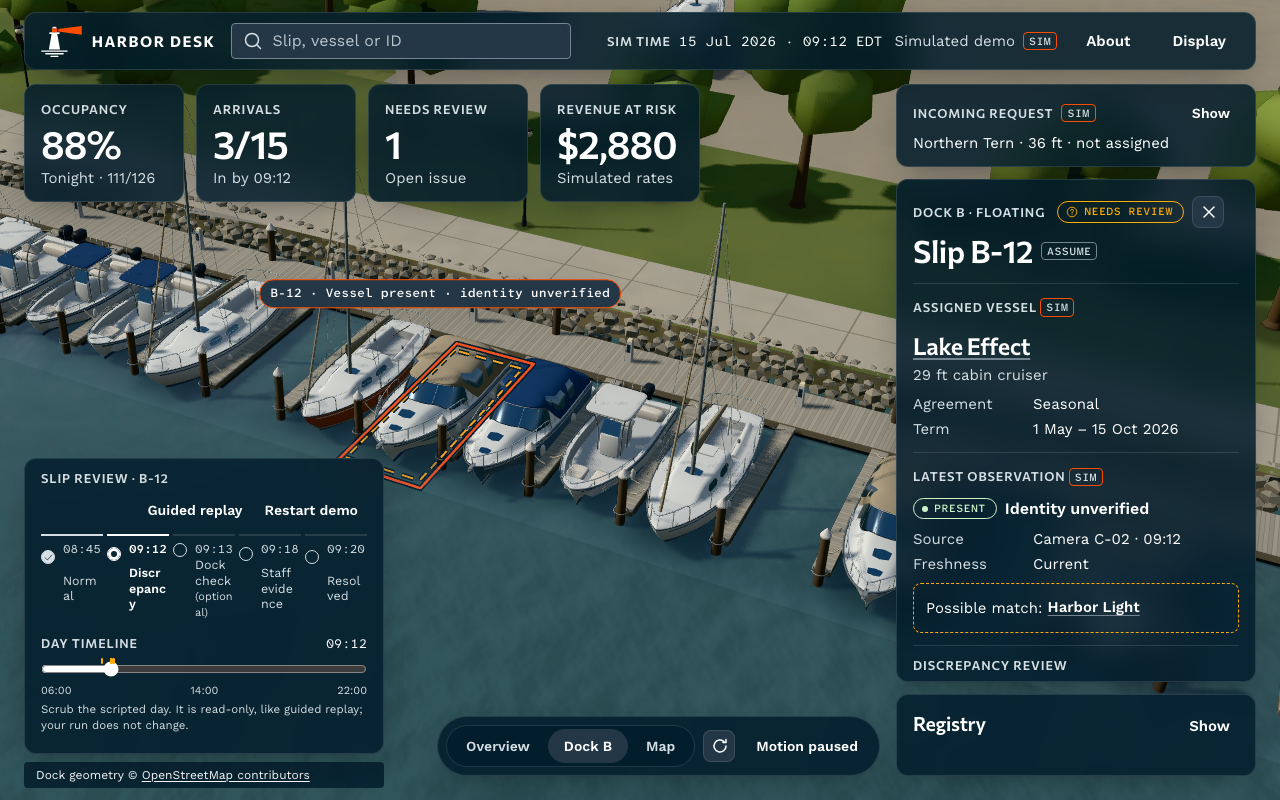 HARBOR DESK
Slip, vessel or ID
SIM TIME 15 Jul 2026 · 09:12 EDT Simulated demo SIM
About
Display
OCCUPANCY
88%
Tonight · 111/126
ARRIVALS
3/15
In by 09:12
NEEDS REVIEW
1
Open issue
REVENUE AT RISK
$2,880
Simulated rates
INCOMING REQUEST SIM
Show
Northern Tern · 36 ft · not assigned
DOCK B · FLOATING NEEDS REVIEW
Slip B-12 ASSUME
ASSIGNED VESSEL SIM
Lake Effect
29 ft cabin cruiser
Agreement Seasonal
Term 1 May – 15 Oct 2026
LATEST OBSERVATION SIM
PRESENT Identity unverified
Source Camera C-02 · 09:12
Freshness Current
Possible match: Harbor Light
DISCREPANCY REVIEW
Registry
Show
B-12 · Vessel present · identity unverified
SLIP REVIEW · B-12
Guided replay Restart demo
08:45
Norm
al
09:12
Discr
epanc
y
09:13
Dock
check
(option
al)
09:18
Staff
evide
nce
09:20
Resol
ved
DAY TIMELINE 09:12
06:00 14:00 22:00
Scrub the scripted day. It is read-only, like guided replay;
your run does not change.
Dock geometry © OpenStreetMap contributors
Overview Dock B Map
Motion paused